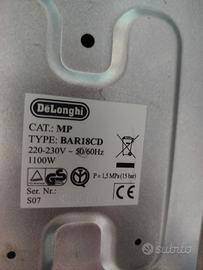 DeLonghi
CAT.: MP
TYPE: BAR18CD
220-230V ~ 50/60Hz
1100W
P = 1,5 MPa (15 bar)
Ser. Nr.:
S07
subito